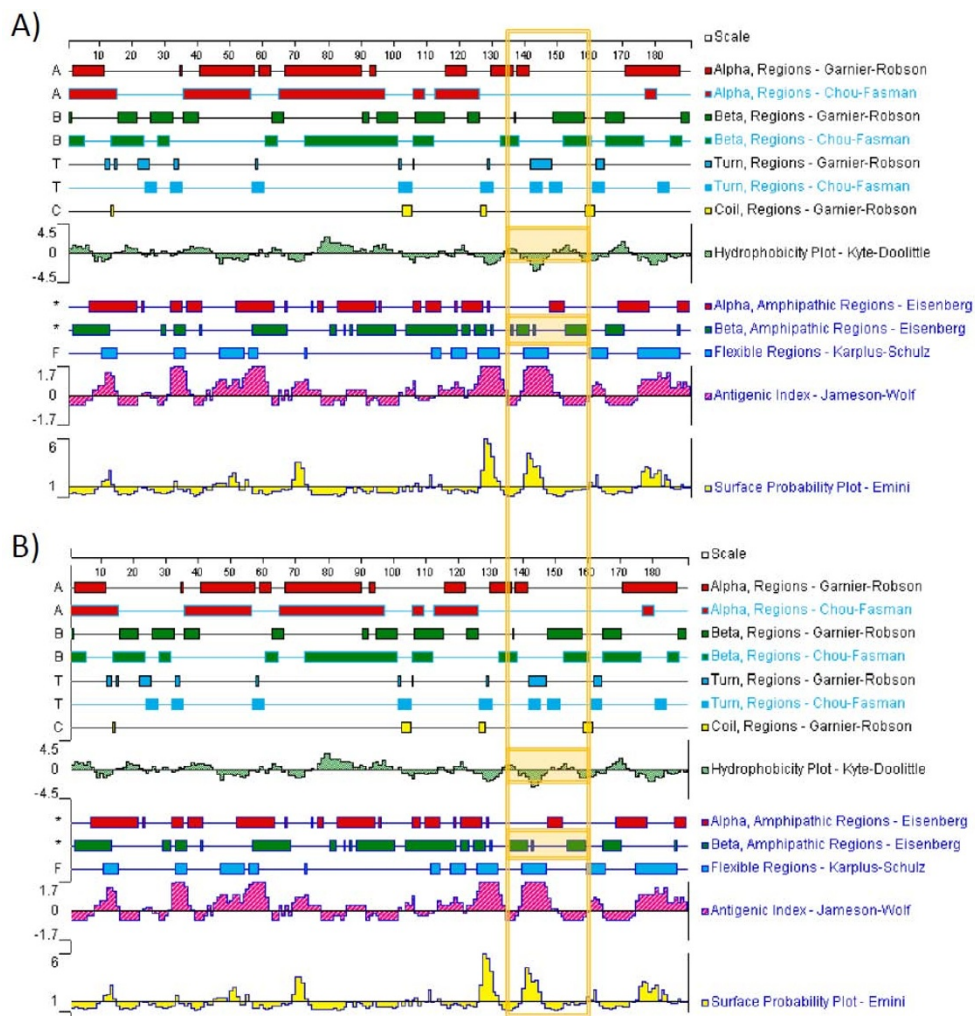 A)
Scale
10 20 30 40 50 60 70 80 90 100 110 120 130 140 150 160 170 180
A Alpha, Regions - Garnier-Robson
A Alpha, Regions - Chou-Fasman
B Beta, Regions - Garnier-Robson
B Beta, Regions - Chou-Fasman
T Turn, Regions - Garnier-Robson
T Turn, Regions - Chou-Fasman
C Coil, Regions - Garnier-Robson
4.5
0 Hydrophobicity Plot - Kyte-Doolittle
-4.5
* Alpha, Amphipathic Regions - Eisenberg
* Beta, Amphipathic Regions - Eisenberg
F Flexible Regions - Karplus-Schulz
1.7
0 Antigenic Index - Jameson-Wolf
-1.7
6
1 Surface Probability Plot - Emini
B)
Scale
10 20 30 40 50 60 70 80 90 100 110 120 130 140 150 160 170 180
A Alpha, Regions - Garnier-Robson
A Alpha, Regions - Chou-Fasman
B Beta, Regions - Garnier-Robson
B Beta, Regions - Chou-Fasman
T Turn, Regions - Garnier-Robson
T Turn, Regions - Chou-Fasman
C Coil, Regions - Garnier-Robson
4.5
0 Hydrophobicity Plot - Kyte-Doolittle
-4.5
* Alpha, Amphipathic Regions - Eisenberg
* Beta, Amphipathic Regions - Eisenberg
F Flexible Regions - Karplus-Schulz
1.7
0 Antigenic Index - Jameson-Wolf
-1.7
6
1 Surface Probability Plot - Emini